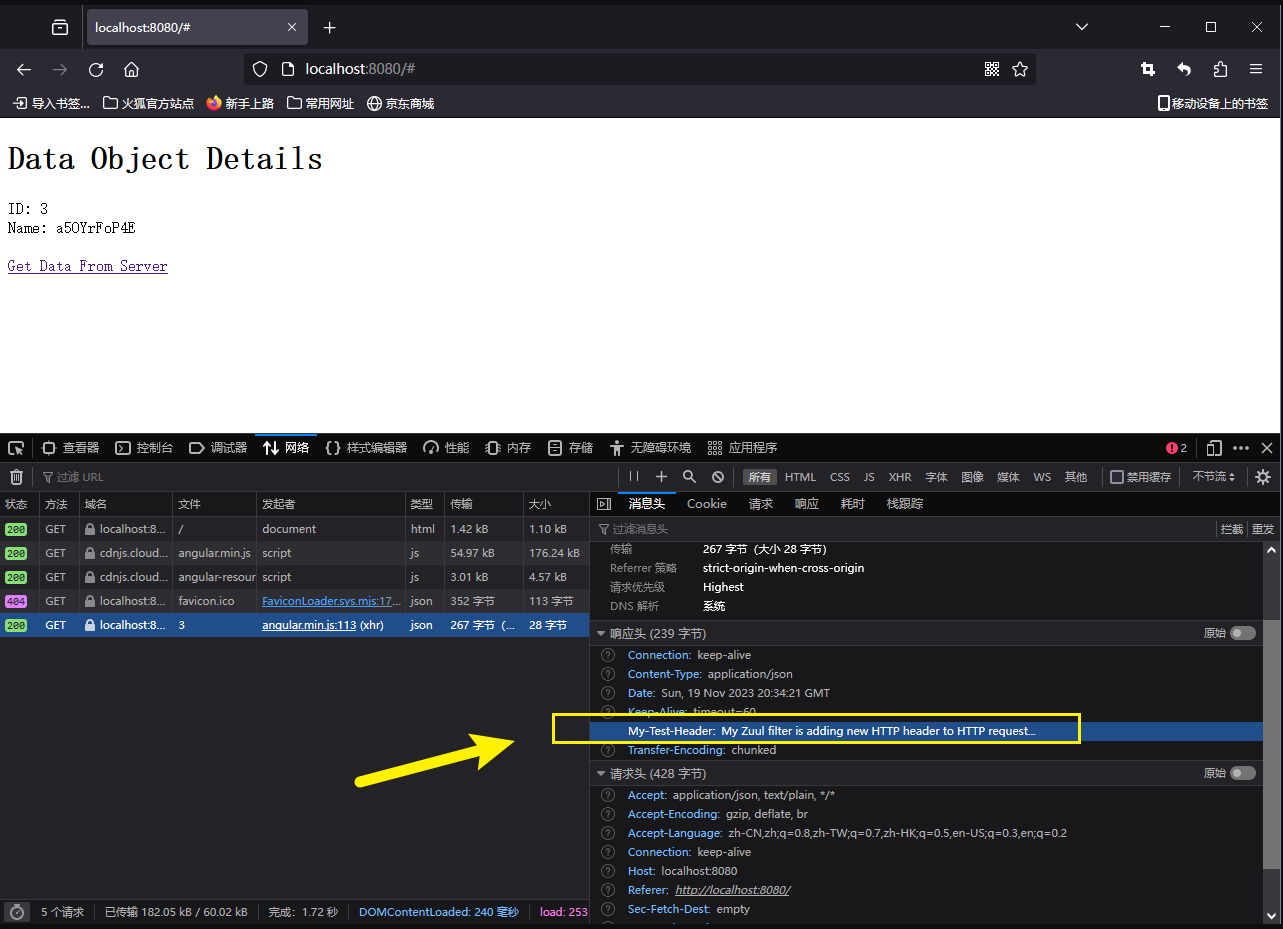 localhost:8080/#
localhost:8080/#
导入书签... 火狐官方站点 新手上路 常用网址 京东商城 移动设备上的书签
Data Object Details
ID: 3
Name: a5OYrFoP4E
Get Data From Server
查看器 控制台 调试器 网络 样式编辑器 性能 内存 存储 无障碍环境 应用程序 2
过滤 URL 所有 HTML CSS JS XHR 字体 图像 媒体 WS 其他 禁用缓存 不节流
状态 方法 域名 文件 发起者 类型 传输 大小
200 GET localhost:8... / document html 1.42 kB 1.10 kB
200 GET cdnjs.cloud... angular.min.js script js 54.97 kB 176.24 kB
200 GET cdnjs.cloud... angular-resour script js 3.01 kB 4.57 kB
404 GET localhost:8... favicon.ico FaviconLoader.sys.mjs:17... json 352 字节 113 字节
200 GET localhost:8... 3 angular.min.js:113 (xhr) json 267 字节 (... 28 字节
消息头 Cookie 请求 响应 耗时 栈跟踪
过滤消息头 拦截 重发
传输 267 字节 (大小 28 字节)
Referrer 策略 strict-origin-when-cross-origin
请求优先级 Highest
DNS 解析 系统
响应头 (239 字节) 原始
Connection: keep-alive
Content-Type: application/json
Date: Sun, 19 Nov 2023 20:34:21 GMT
Keep-Alive: timeout=60
My-Test-Header: My Zuul filter is adding new HTTP header to HTTP request...
Transfer-Encoding: chunked
请求头 (428 字节) 原始
Accept: application/json, text/plain, */*
Accept-Encoding: gzip, deflate, br
Accept-Language: zh-CN,zh;q=0.8,zh-TW;q=0.7,zh-HK;q=0.5,en-US;q=0.3,en;q=0.2
Connection: keep-alive
Host: localhost:8080
Referer: http://localhost:8080/
Sec-Fetch-Dest: empty
5 个请求 已传输 182.05 kB / 60.02 kB 完成: 1.72 秒 DOMContentLoaded: 240 毫秒 load: 253